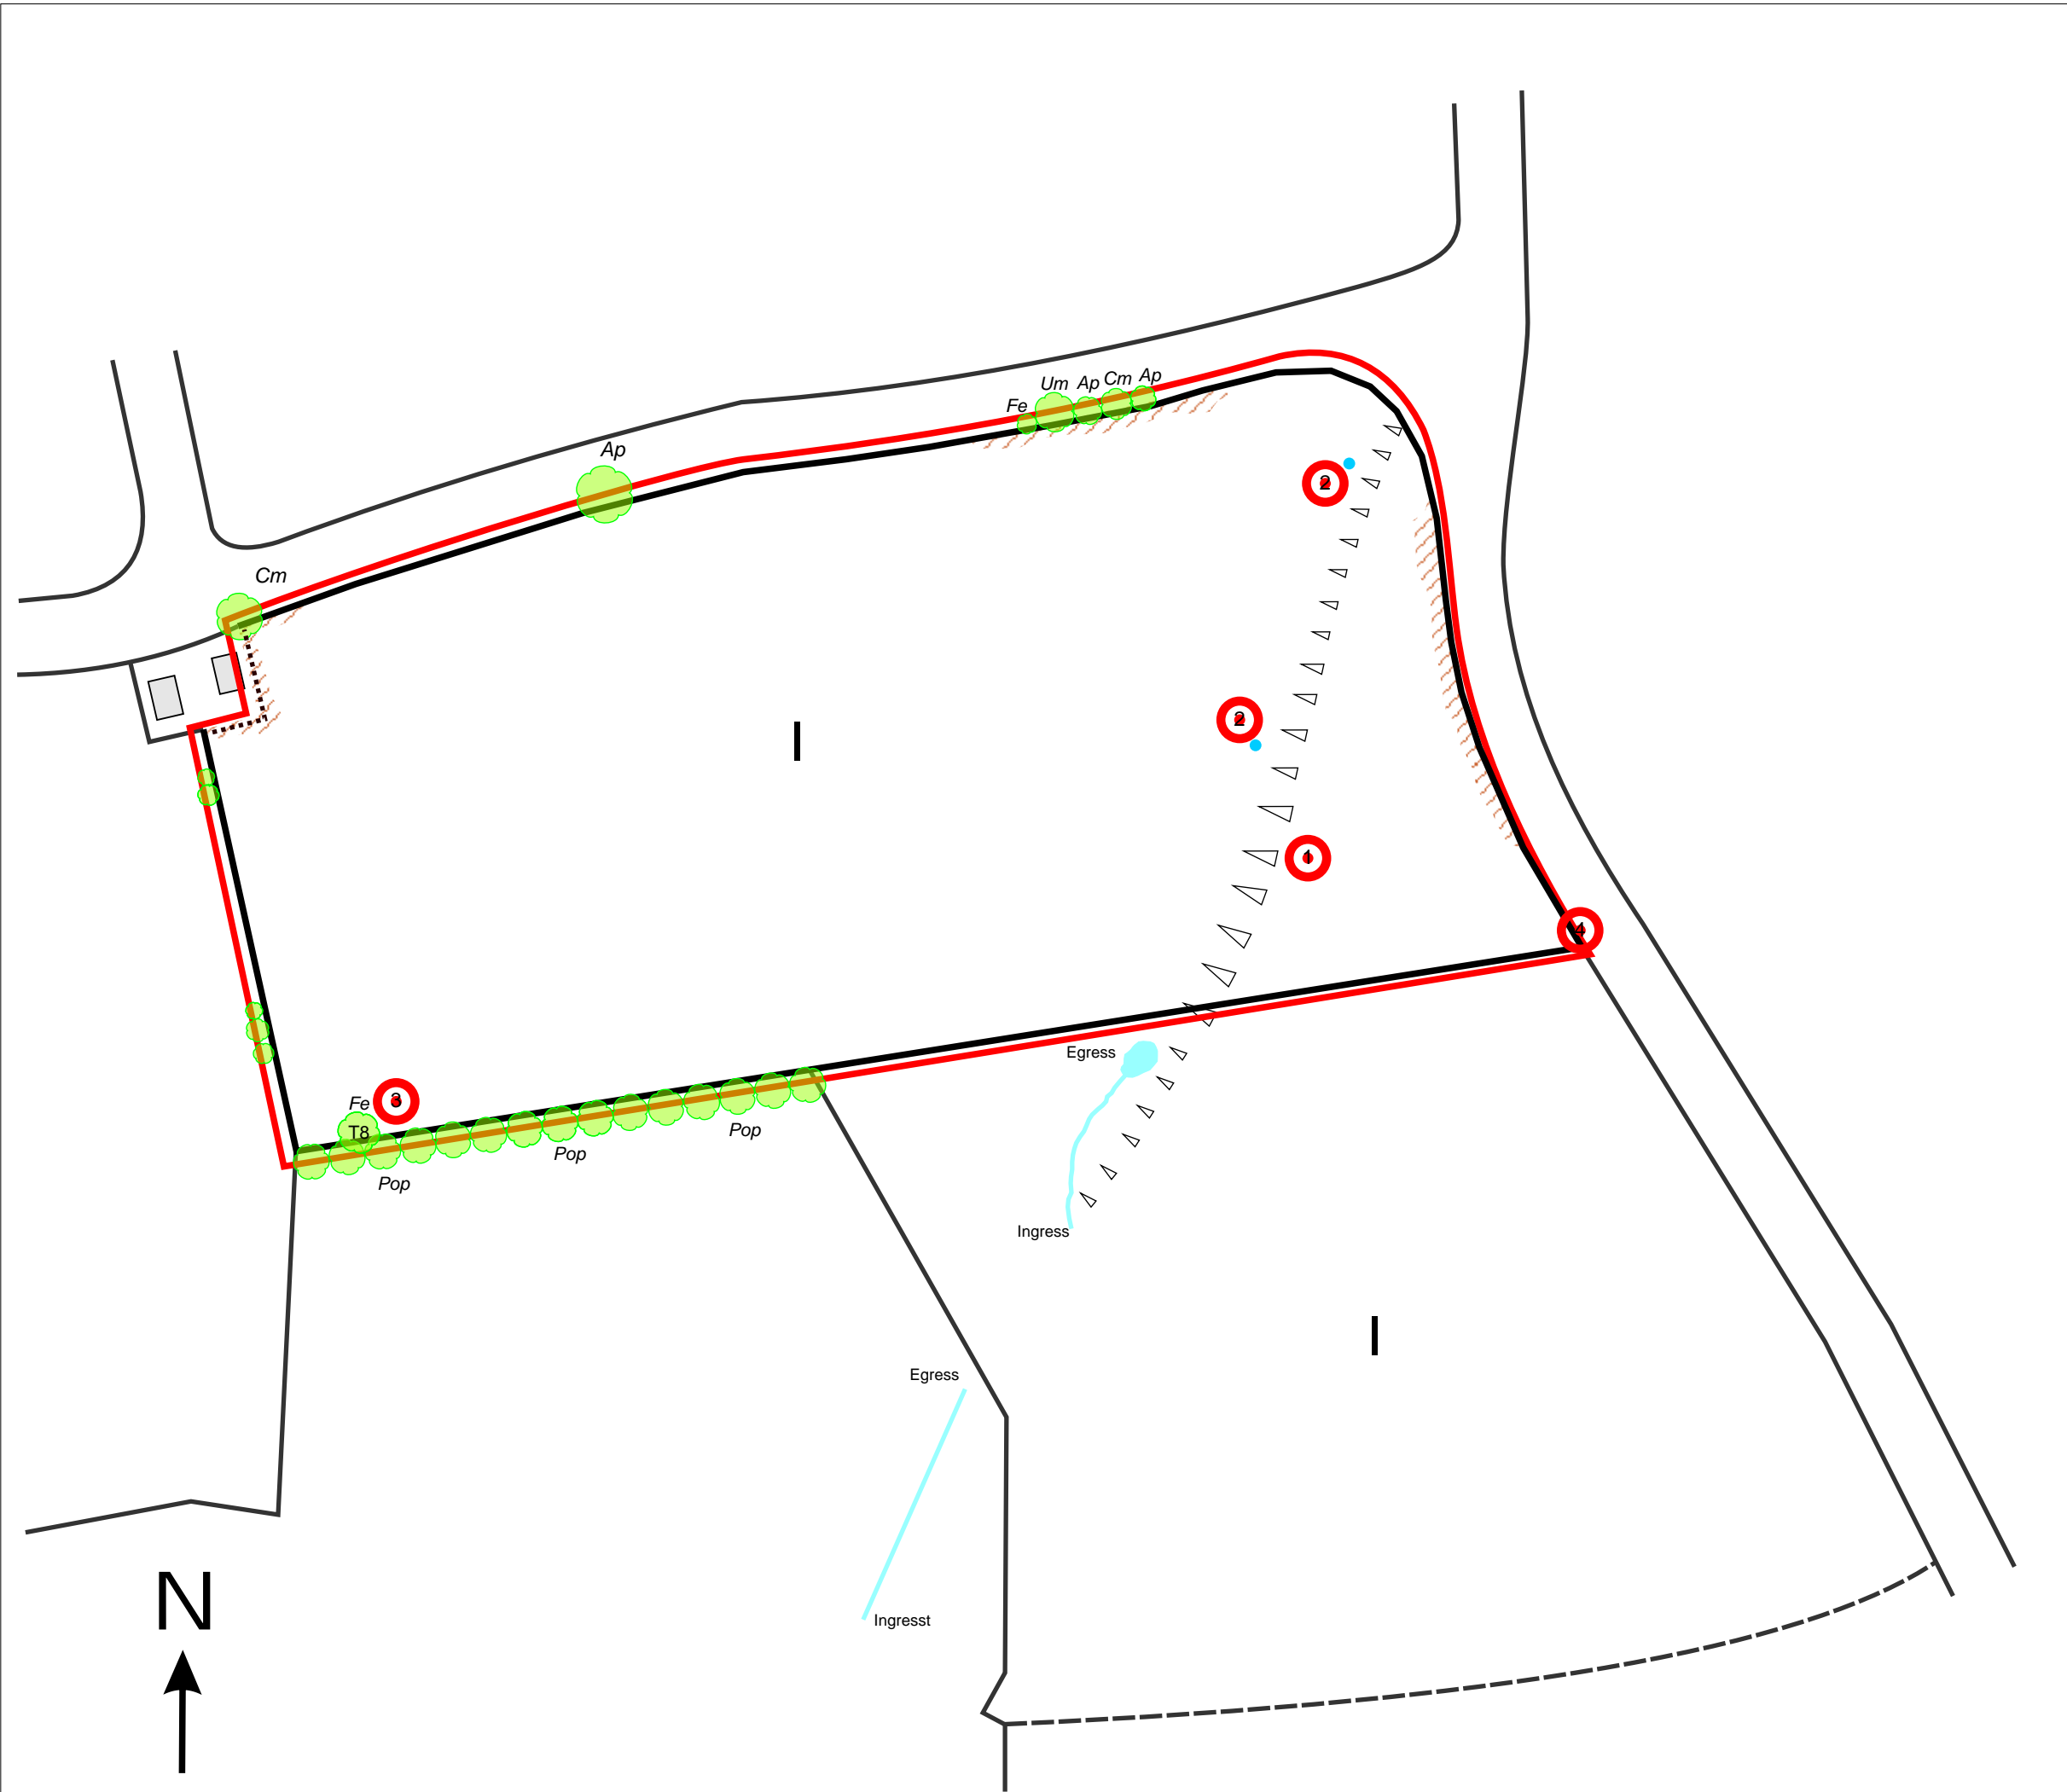 Um Ap Cm Ap
Fe
Ap
2
Cm
2
I
1
4
Egress
Fe
3
T8
Pop
Pop
Pop
Ingress
I
Egress
Ingresst
N